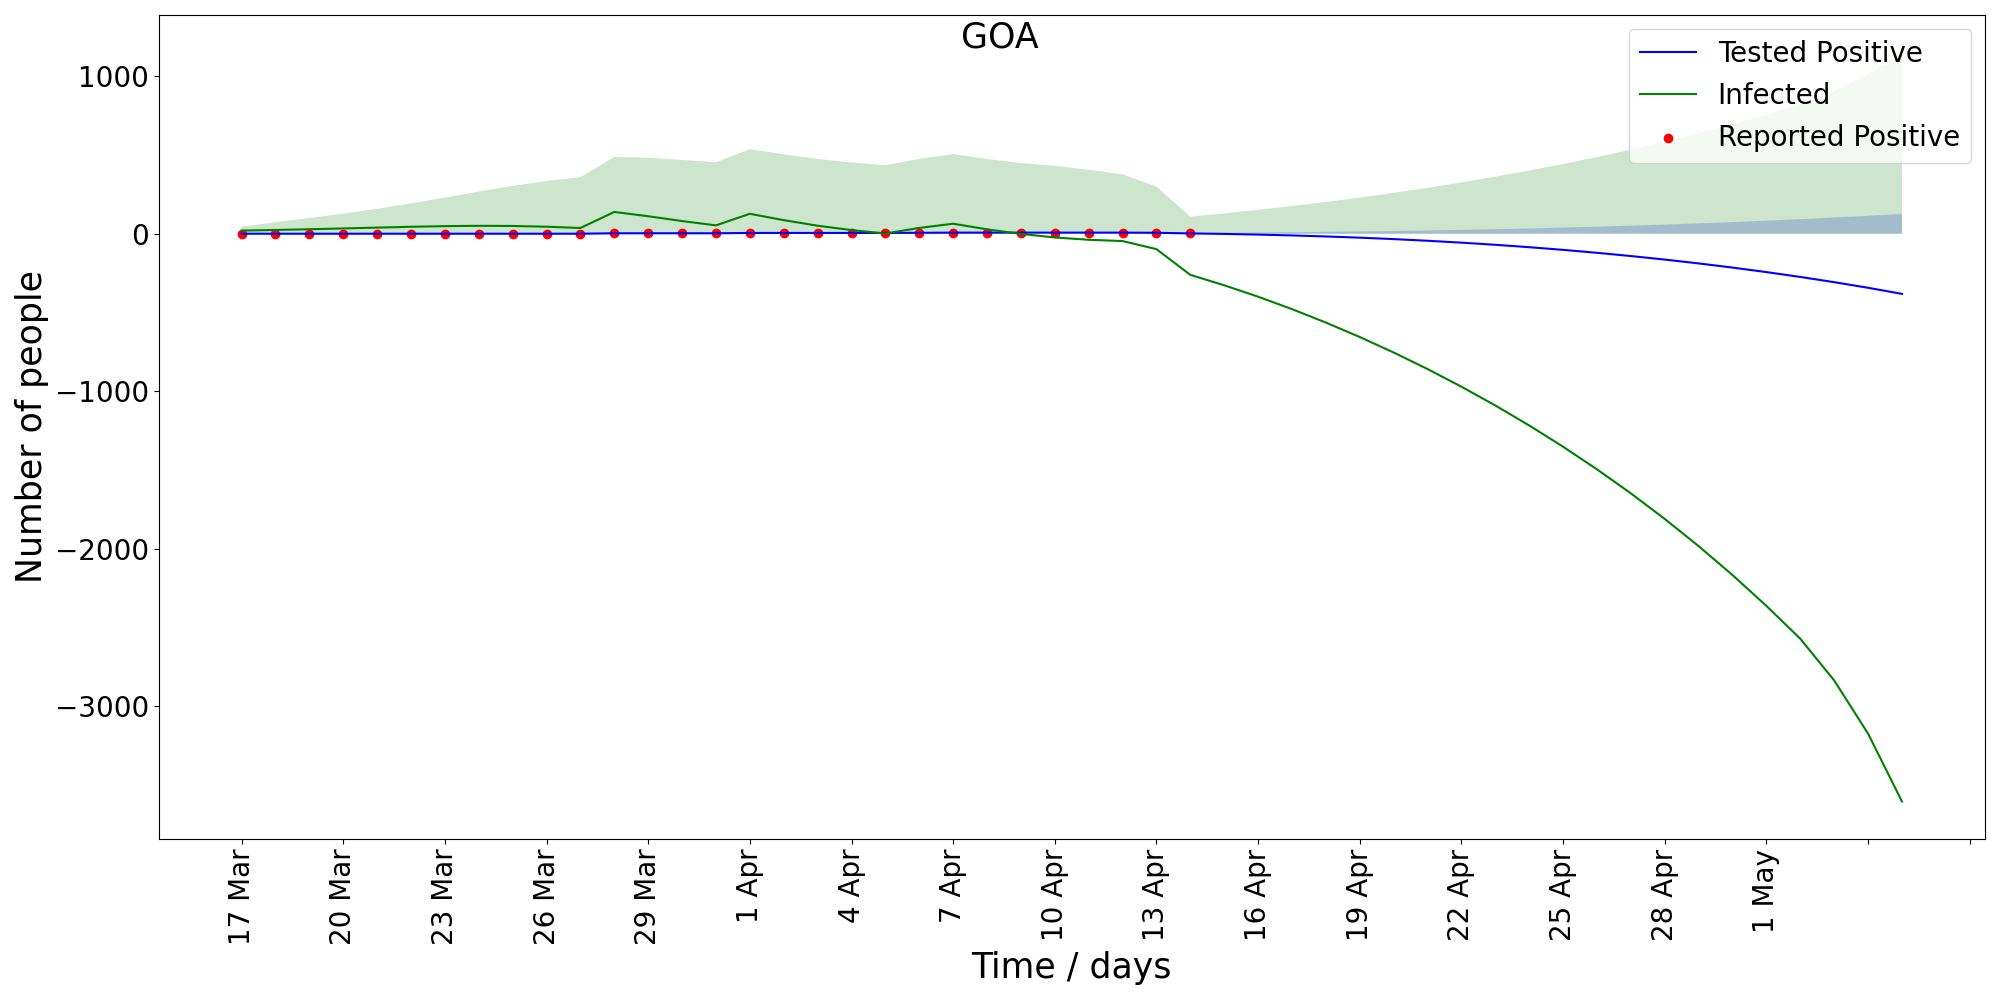 GOA
Tested Positive
Infected
Reported Positive
Number of people
1000
0
−1000
−2000
−3000
17 Mar
20 Mar
23 Mar
26 Mar
29 Mar
1 Apr
4 Apr
7 Apr
10 Apr
13 Apr
16 Apr
19 Apr
22 Apr
25 Apr
28 Apr
1 May
Time / days